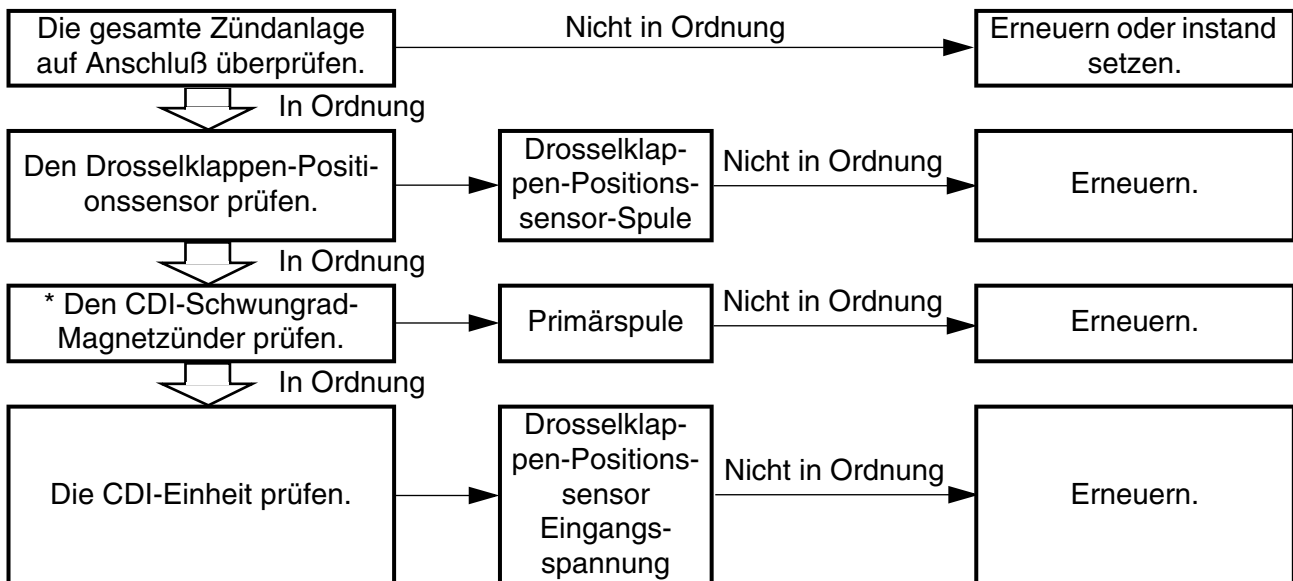 Die gesamte Zündanlage
auf Anschluß überprüfen.
Nicht in Ordnung
Erneuern oder instand
setzen.
In Ordnung
Den Drosselklappen-Positi-
onssensor prüfen.
Drosselklap-
pen-Positions-
sensor-Spule
Nicht in Ordnung
Erneuern.
In Ordnung
* Den CDI-Schwungrad-
Magnetzünder prüfen.
Primärspule
Nicht in Ordnung
Erneuern.
In Ordnung
Die CDI-Einheit prüfen.
Drosselklap-
pen-Positions-
sensor
Eingangs-
spannung
Nicht in Ordnung
Erneuern.